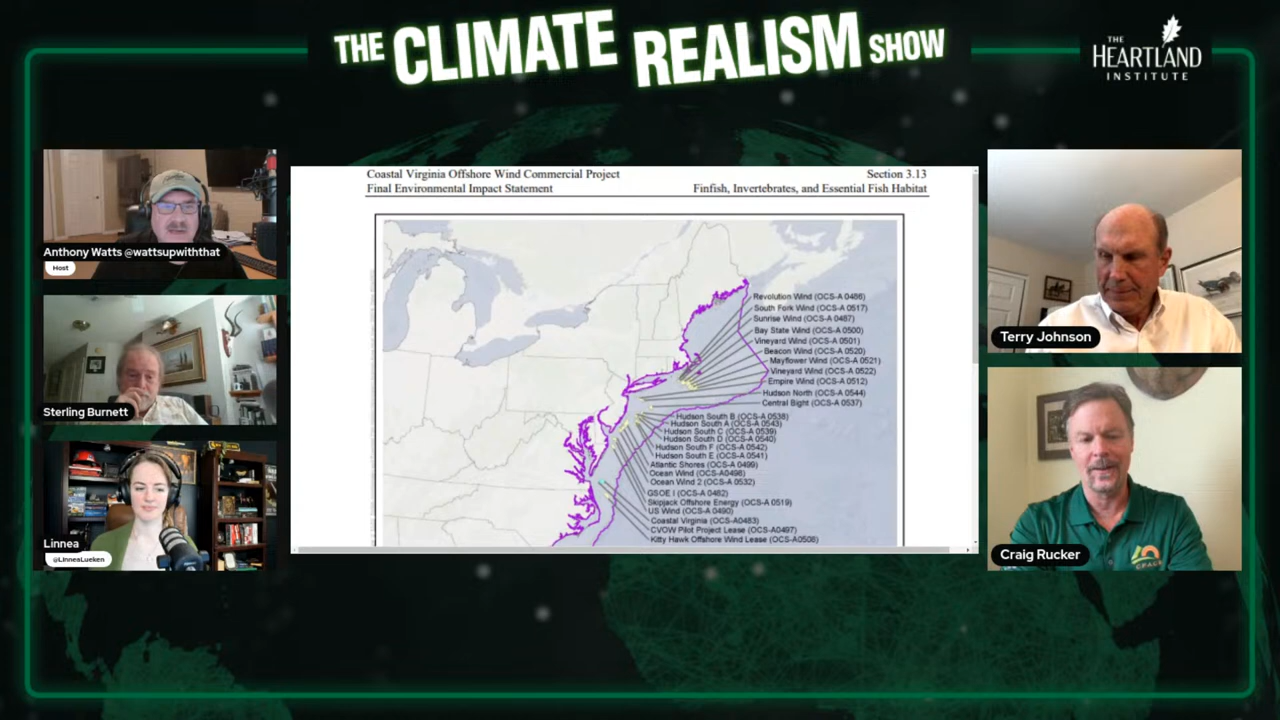 THE CLIMATE REALISM SHOW
THE
HEARTLAND
INSTITUTE
Anthony Watts @wattsupwiththat
Host
Sterling Burnett
Linnea
@LinneaLueken
Coastal Virginia Offshore Wind Commercial Project
Section 3.13
Final Environmental Impact Statement
Finfish, Invertebrates, and Essential Fish Habitat
Revolution Wind (OCS-A 0486)
South Fork Wind (OCS-A 0517)
Sunrise Wind (OCS-A 0487)
Bay State Wind (OCS-A 0500)
Vineyard Wind (OCS-A 0501)
Beacon Wind (OCS-A 0520)
Mayflower Wind (OCS-A 0521)
Vineyard Wind (OCS-A 0522)
Empire Wind (OCS-A 0512)
Hudson North (OCS-A 0544)
Central Bight (OCS-A 0537)
Hudson South B (OCS-A 0538)
Hudson South A (OCS-A 0543)
Hudson South C (OCS-A 0539)
Hudson South D (OCS-A 0540)
Hudson South F (OCS-A 0542)
Hudson South E (OCS-A 0541)
Atlantic Shores (OCS-A 0499)
Ocean Wind (OCS-A0498)
Ocean Wind 2 (OCS-A 0532)
GSOE I (OCS-A 0482)
Skipjack Offshore Energy (OCS-A 0519)
US Wind (OCS-A 0490)
Coastal Virginia (OCS-A0483)
CVOW Pilot Project Lease (OCS-A0497)
Kitty Hawk Offshore Wind Lease (OCS-A0508)
Terry Johnson
Craig Rucker
CFACT